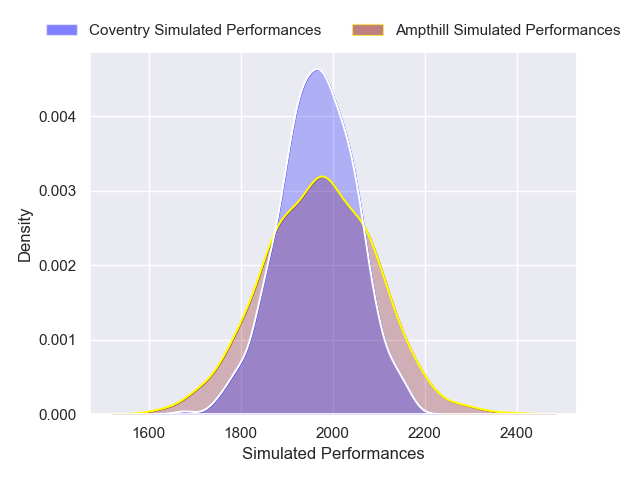 Coventry Simulated Performances Ampthill Simulated Performances
0.004
0.003
0.002
0.001
0.000
Density
1600 1800 2000 2200 2400
Simulated Performances